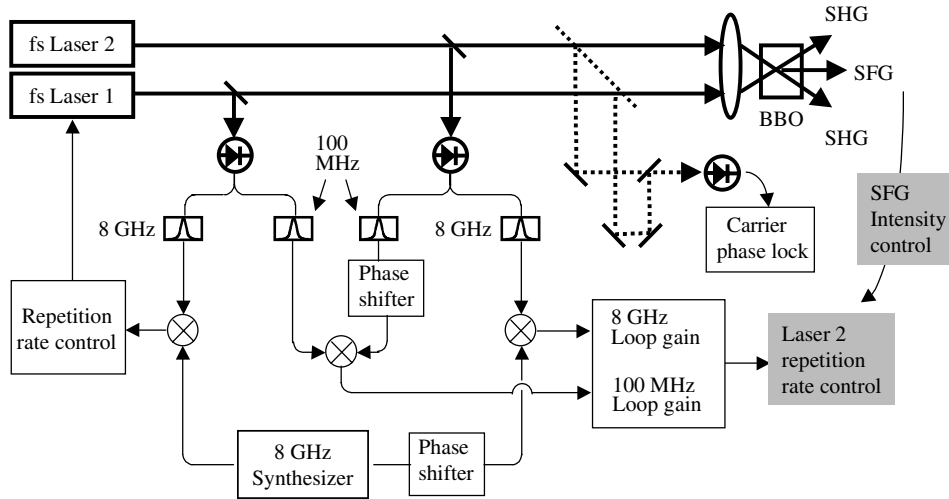 fs Laser 2
fs Laser 1
SHG
SFG
SHG
BBO
100
MHz
8 GHz
8 GHz
Phase
shifter
Carrier
phase lock
SFG
Intensity
control
Repetition
rate control
8 GHz
Loop gain
100 MHz
Loop gain
Laser 2
repetition
rate control
8 GHz
Synthesizer
Phase
shifter